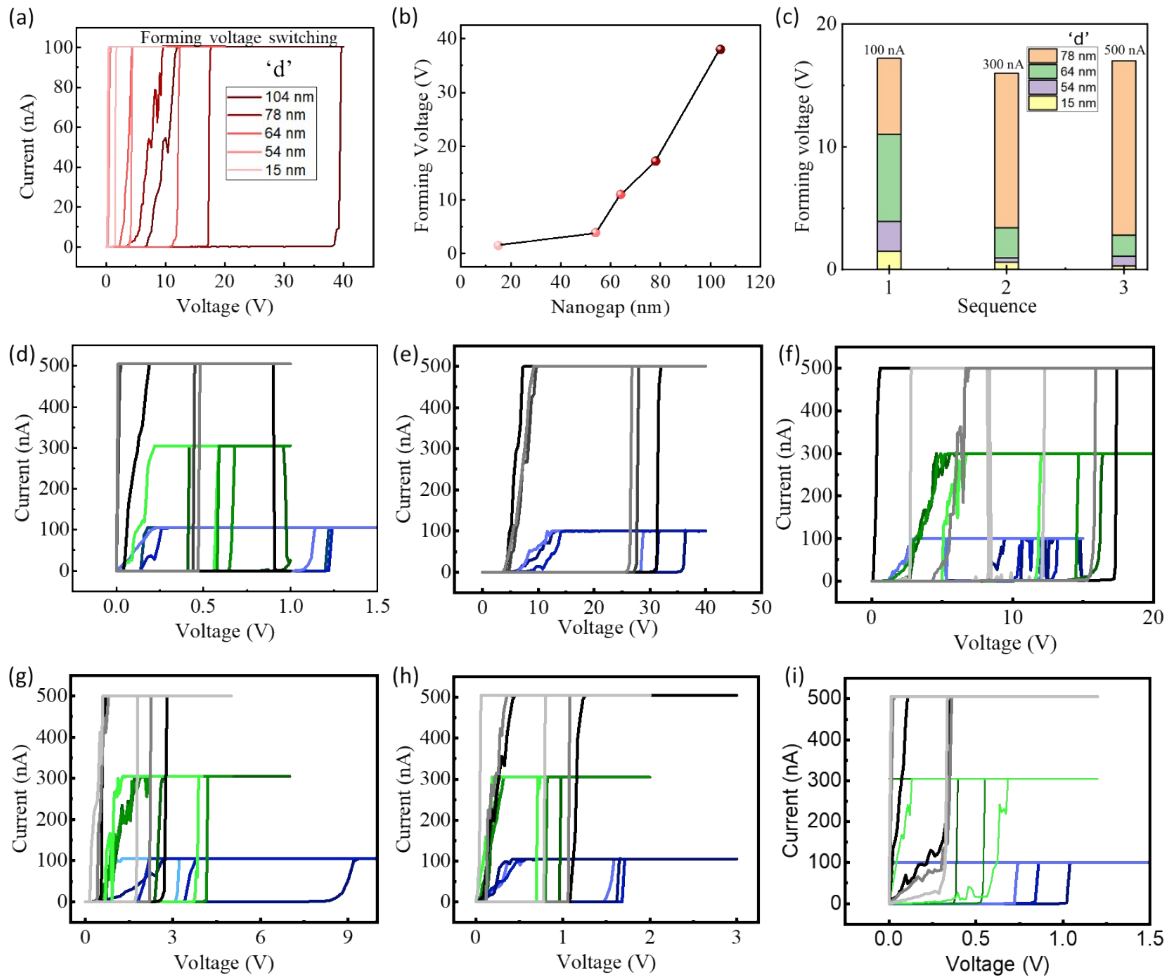 (a)
Forming voltage switching
'd'
104 nm
78 nm
64 nm
54 nm
15 nm
100
80
60
40
20
0
0 10 20 30 40
Current (nA)
Voltage (V)
(b)
40
30
20
10
0
0 20 40 60 80 100 120
Forming Voltage (V)
Nanogap (nm)
(c)
'd'
78 nm
64 nm
54 nm
15 nm
100 nA
300 nA
500 nA
20
10
0
1 2 3
Forming voltage (V)
Sequence
(d)
500
400
300
200
100
0
0.0 0.5 1.0 1.5
Current (nA)
Voltage (V)
(e)
500
400
300
200
100
0
0 10 20 30 40 50
Current (nA)
Voltage (V)
(f)
500
400
300
200
100
0
0 10 20
Current (nA)
Voltage (V)
(g)
500
400
300
200
100
0
0 3 6 9
Current (nA)
Voltage (V)
(h)
500
400
300
200
100
0
0 1 2 3
Current (nA)
Voltage (V)
(i)
500
400
300
200
100
0
0.0 0.5 1.0 1.5
Current (nA)
Voltage (V)